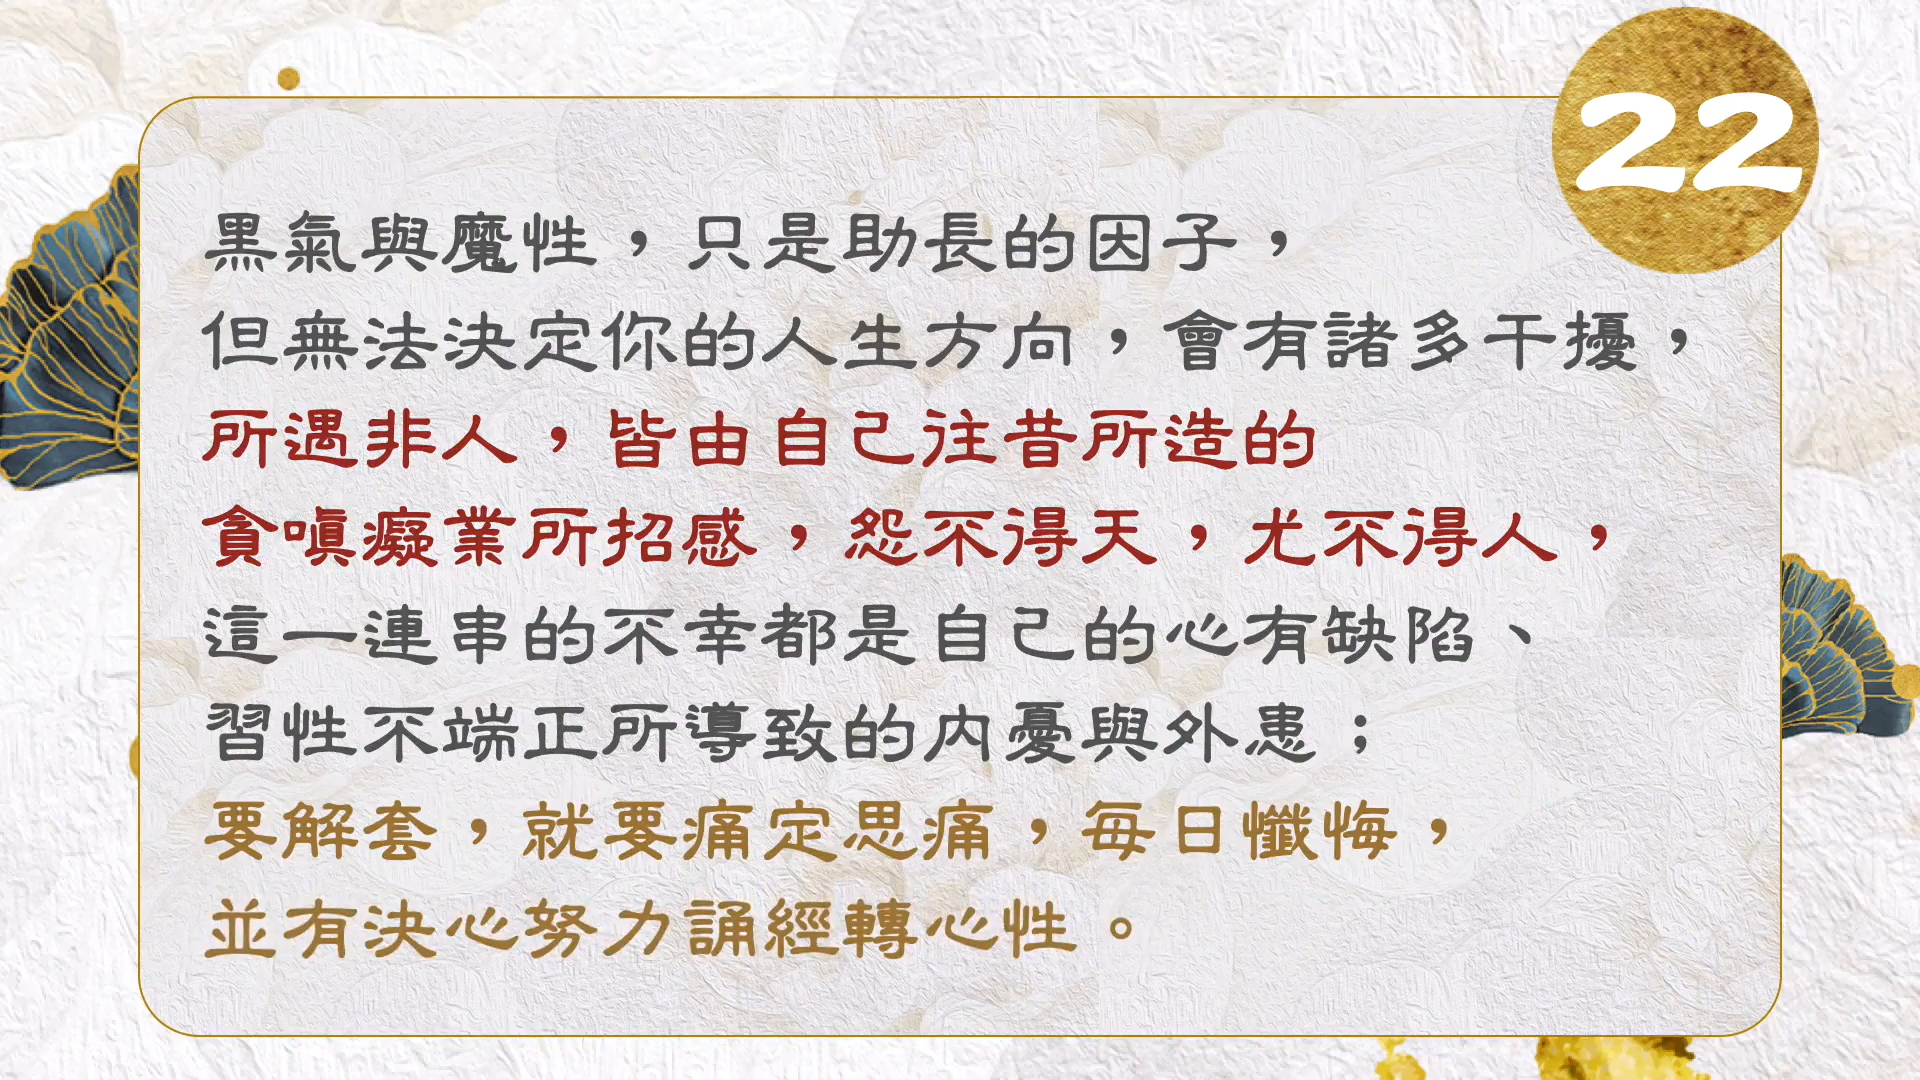 22
黑氣與魔性，只是助長的因子，
但無法決定你的人生方向，會有諸多干擾，
所遇非人，皆由自己往昔所造的
貪嗔癡業所招感，怨不得天，尤不得人，
這一連串的不幸都是自己的心有缺陷、
習性不端正所導致的內憂與外患；
要解套，就要痛定思痛，每日懺悔，
並有決心努力誦經轉心性。